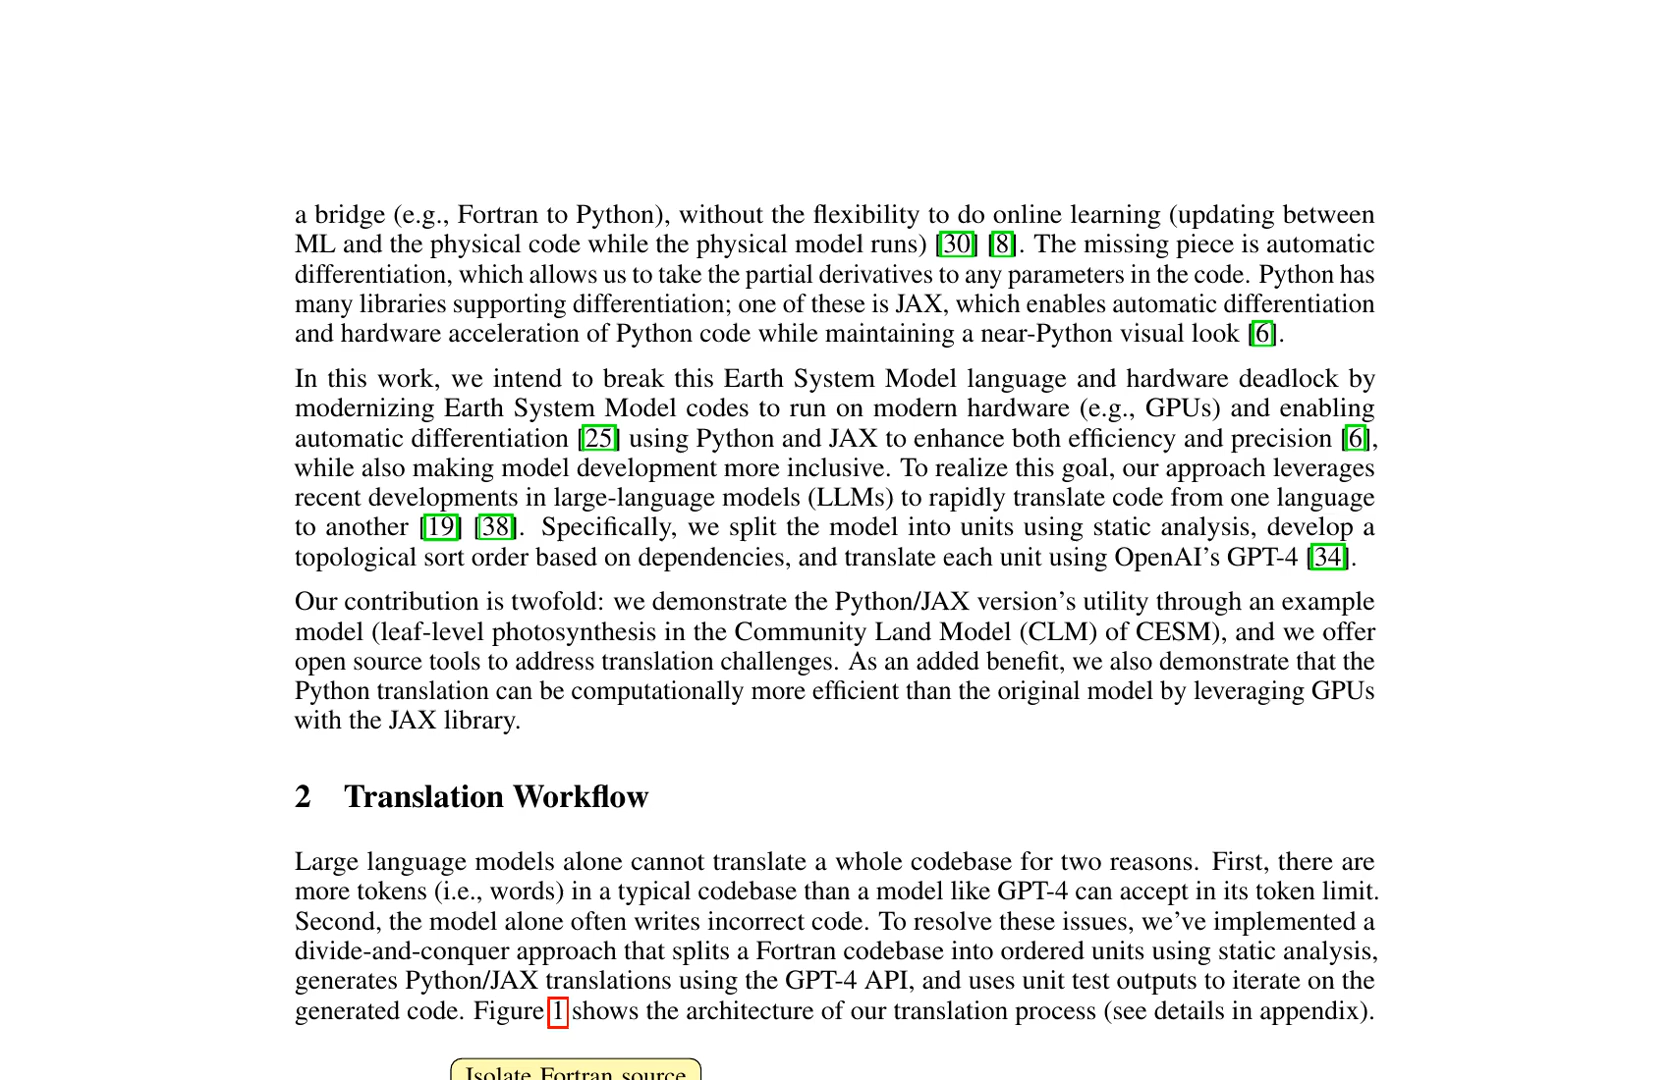 a bridge (e.g., Fortran to Python), without the flexibility to do online learning (updating between
ML and the physical code while the physical model runs) [30] [8]. The missing piece is automatic
differentiation, which allows us to take the partial derivatives to any parameters in the code. Python has
many libraries supporting differentiation; one of these is JAX, which enables automatic differentiation
and hardware acceleration of Python code while maintaining a near-Python visual look [6].
In this work, we intend to break this Earth System Model language and hardware deadlock by
modernizing Earth System Model codes to run on modern hardware (e.g., GPUs) and enabling
automatic differentiation [25] using Python and JAX to enhance both efficiency and precision [6],
while also making model development more inclusive. To realize this goal, our approach leverages
recent developments in large-language models (LLMs) to rapidly translate code from one language
to another [19] [38]. Specifically, we split the model into units using static analysis, develop a
topological sort order based on dependencies, and translate each unit using OpenAI's GPT-4 [34].
Our contribution is twofold: we demonstrate the Python/JAX version's utility through an example
model (leaf-level photosynthesis in the Community Land Model (CLM) of CESM), and we offer
open source tools to address translation challenges. As an added benefit, we also demonstrate that the
Python translation can be computationally more efficient than the original model by leveraging GPUs
with the JAX library.
2 Translation Workflow
Large language models alone cannot translate a whole codebase for two reasons. First, there are
more tokens (i.e., words) in a typical codebase than a model like GPT-4 can accept in its token limit.
Second, the model alone often writes incorrect code. To resolve these issues, we've implemented a
divide-and-conquer approach that splits a Fortran codebase into ordered units using static analysis,
generates Python/JAX translations using the GPT-4 API, and uses unit test outputs to iterate on the
generated code. Figure 1 shows the architecture of our translation process (see details in appendix).
Isolate Fortran source